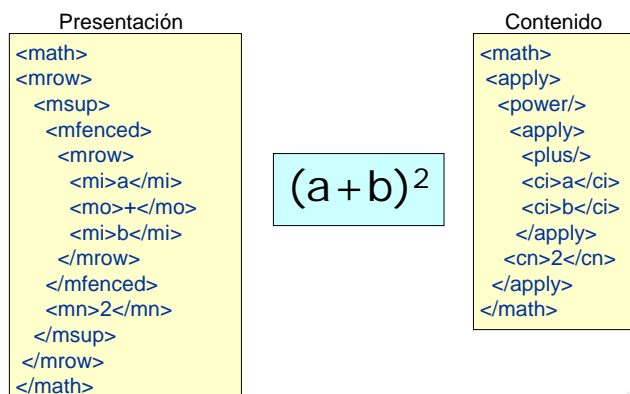 Presentación
<math>
<mrow>
<msup>
<mfenced>
<mrow>
<mi>a</mi>
<mo>+</mo>
<mi>b</mi>
</mrow>
</mfenced>
<mn>2</mn>
</msup>
</mrow>
</math>
(a+b)²
Contenido
<math>
<apply>
<power/>
<apply>
<plus/>
<ci>a</ci>
<ci>b</ci>
</apply>
<cn>2</cn>
</apply>
</math>